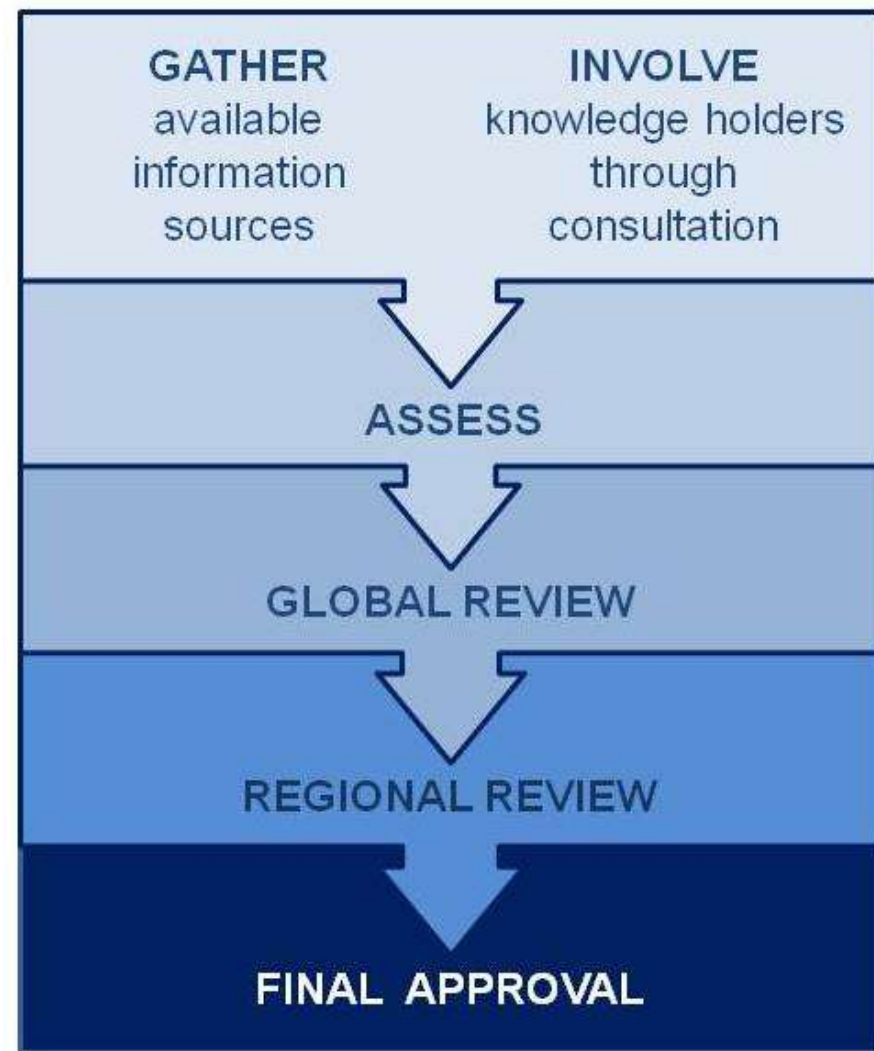 GATHER
available
information
sources
INVOLVE
knowledge holders
through
consultation
ASSESS
GLOBAL REVIEW
REGIONAL REVIEW
FINAL APPROVAL